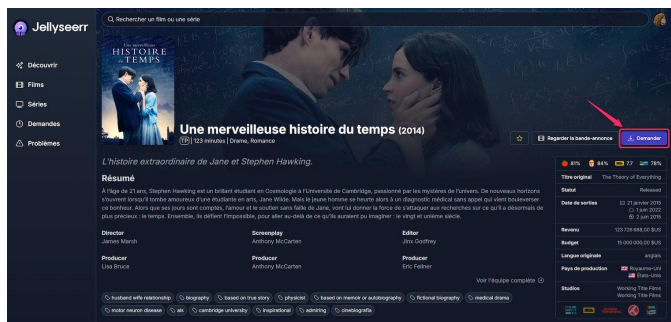 Jellyseerr
Rechercher un film ou une série
Découvrir
Films
Séries
Demandes
Problèmes
Une merveilleuse
HISTOIRE
du TEMPS
Une merveilleuse histoire du temps (2014)
TP | 123 minutes | Drame, Romance
Regarder la bande-annonce
Demander
L'histoire extraordinaire de Jane et Stephen Hawking.
Résumé
À l'âge de 21 ans, Stephen Hawking est un brillant étudiant en Cosmologie à l'Université de Cambridge, passionné par les mystères de l'univers. De nouveaux horizons
s'ouvrent lorsqu'il tombe amoureux d'une étudiante en arts, Jane Wilde. Mais le jeune homme se heurte alors à un diagnostic médical sans appel qui vient bouleverser
ce bonheur. Alors que ses jours sont comptés, l'amour et le soutien sans faille de Jane, vont lui donner la force de s'attaquer aux recherches sur ce qu'il a désormais de
plus précieux : le temps. Ensemble, ils défient l'impossible, pour aller au-delà de ce qu'ils auraient pu imaginer : le vingt et unième siècle.
Director
James Marsh
Screenplay
Anthony McCarten
Editor
Jinx Godfrey
Producer
Lisa Bruce
Producer
Anthony McCarten
Producer
Eric Fellner
Voir l'équipe complète
husband wife relationship
biography
based on true story
physicist
based on memoir or autobiography
fictional biography
medical drama
motor neuron disease
als
cambridge university
inspirational
admiring
cinebiografia
81% 84% 7.7 78%
Titre original The Theory of Everything
Statut Released
Date de sorties 21 janvier 2015
1 juin 2022
2 juin 2015
Revenu 123 726 688,00 $US
Budget 15 000 000,00 $US
Langue originale anglais
Pays de production Royaume-Uni
États-Unis
Studios Working Title Films
Working Title Films